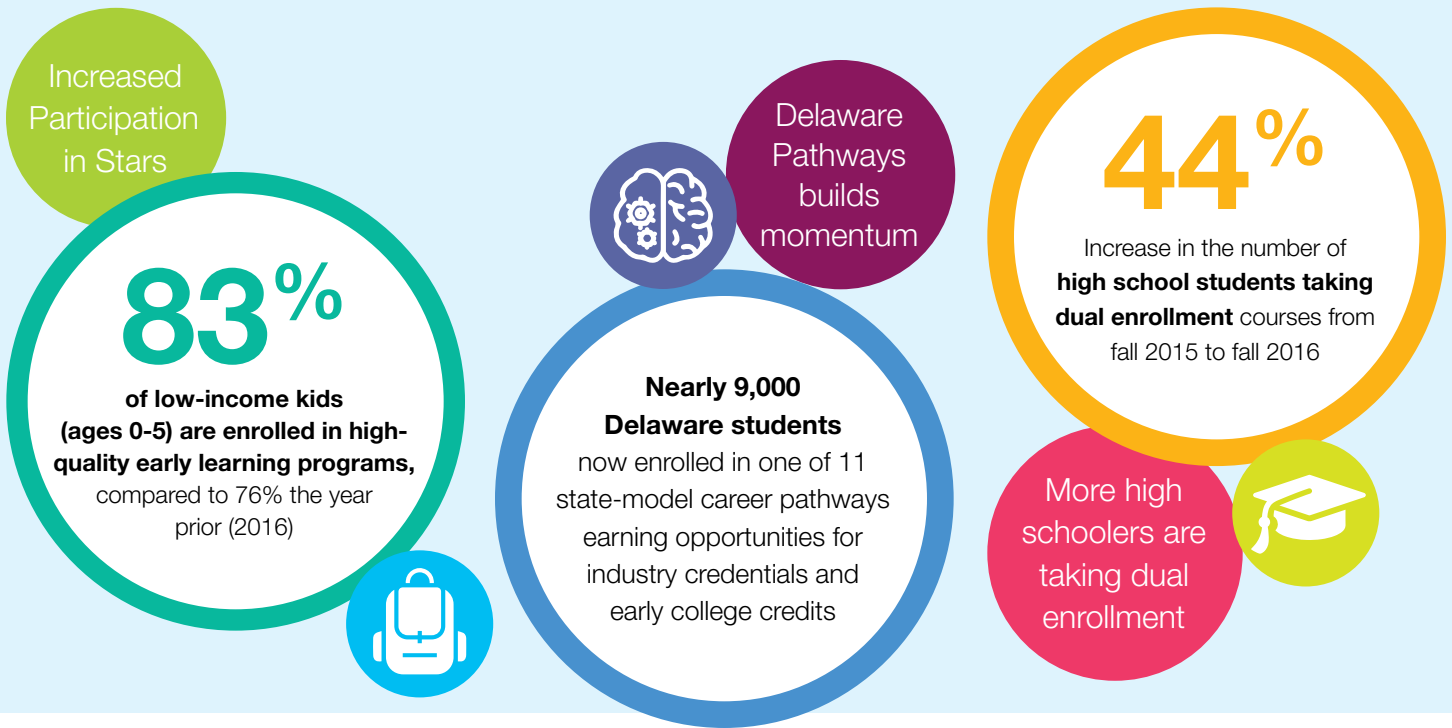 Increased
Participation
in Stars
83%
of low-income kids
(ages 0-5) are enrolled in high-
quality early learning programs,
compared to 76% the year
prior (2016)
Delaware
Pathways
builds
momentum
Nearly 9,000
Delaware students
now enrolled in one of 11
state-model career pathways
earning opportunities for
industry credentials and
early college credits
44%
Increase in the number of
high school students taking
dual enrollment courses from
fall 2015 to fall 2016
More high
schoolers are
taking dual
enrollment